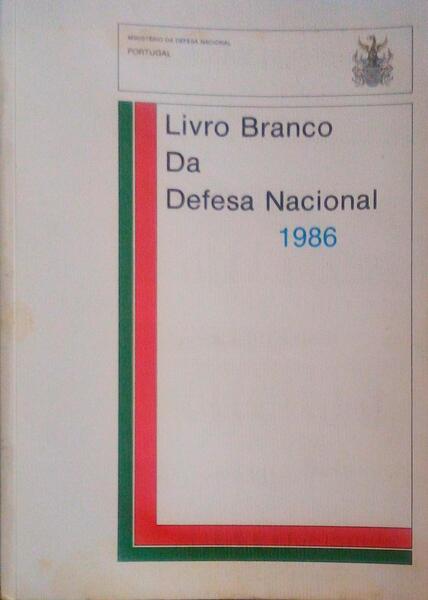 MINISTÉRIO DA DEFESA NACIONAL
PORTUGAL
Livro Branco
Da
Defesa Nacional
1986